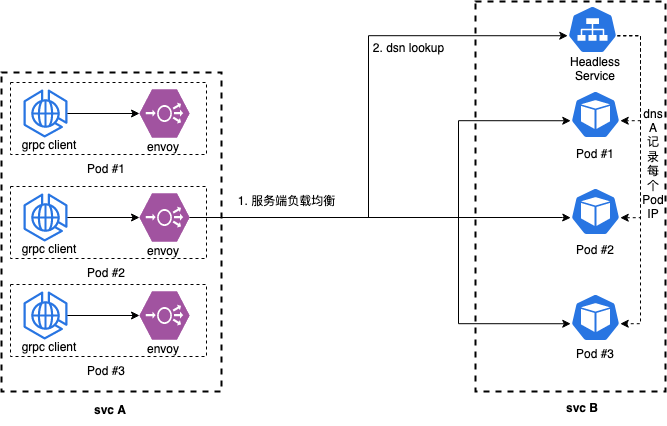 grpc client
envoy
Pod #1
grpc client
envoy
Pod #2
grpc client
envoy
Pod #3
svc A
1. 服务端负载均衡
2. dsn lookup
Headless
Service
Pod #1
Pod #2
Pod #3
dns
A
记
录
每
个
Pod
IP
svc B